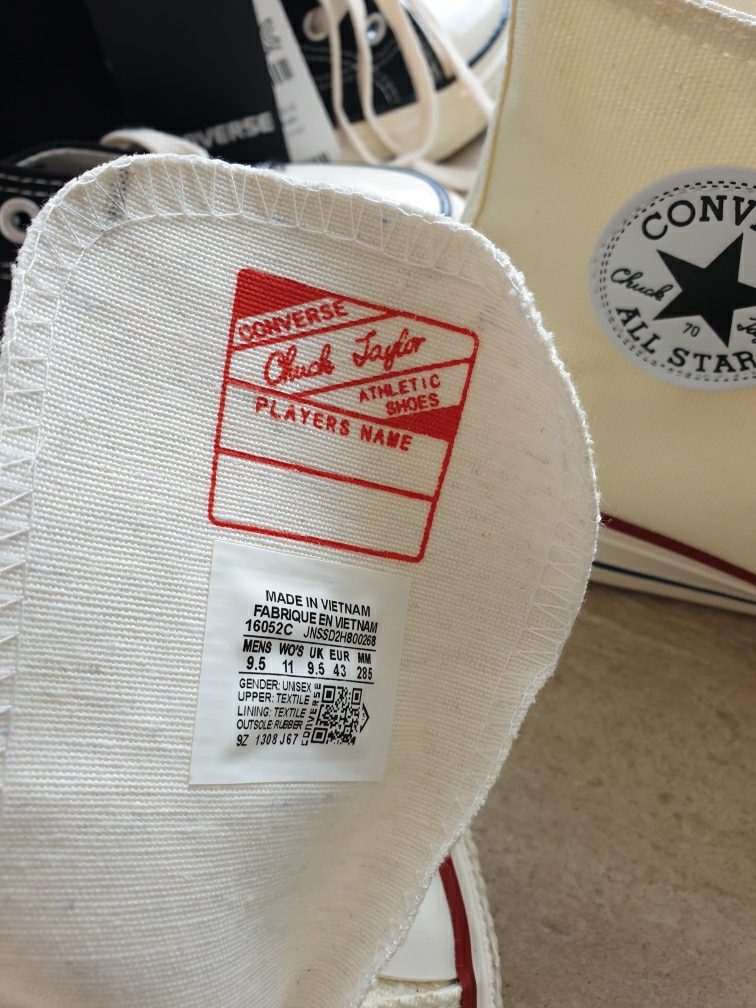 CONVERSE
CONV
Chuck
70
ALL STAR
CONVERSE
Chuck Taylor
ATHLETIC
SHOES
PLAYERS NAME
MADE IN VIETNAM
FABRIQUE EN VIETNAM
16052C JNSSD2H800268
MENS WO'S UK EUR MM
9.5 11 9.5 43 285
GENDER: UNISEX
UPPER: TEXTILE
LINING: TEXTILE
OUTSOLE: RUBBER
9Z 1308 J67
CONVERSE